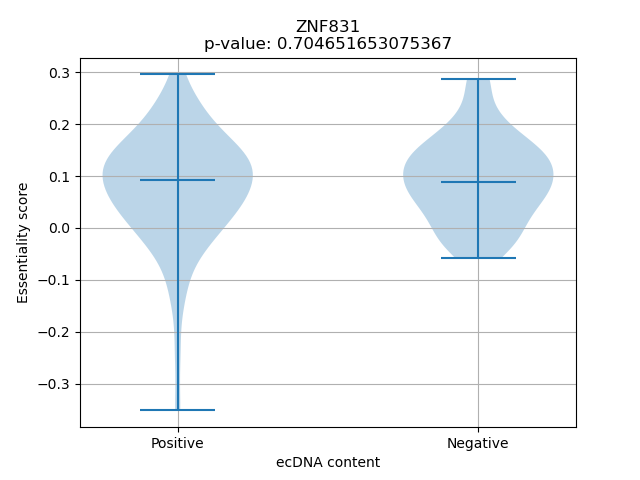 ZNF831
p-value: 0.704651653075367
0.3
0.2
0.1
0.0
−0.1
−0.2
−0.3
Essentiality score
Positive
Negative
ecDNA content